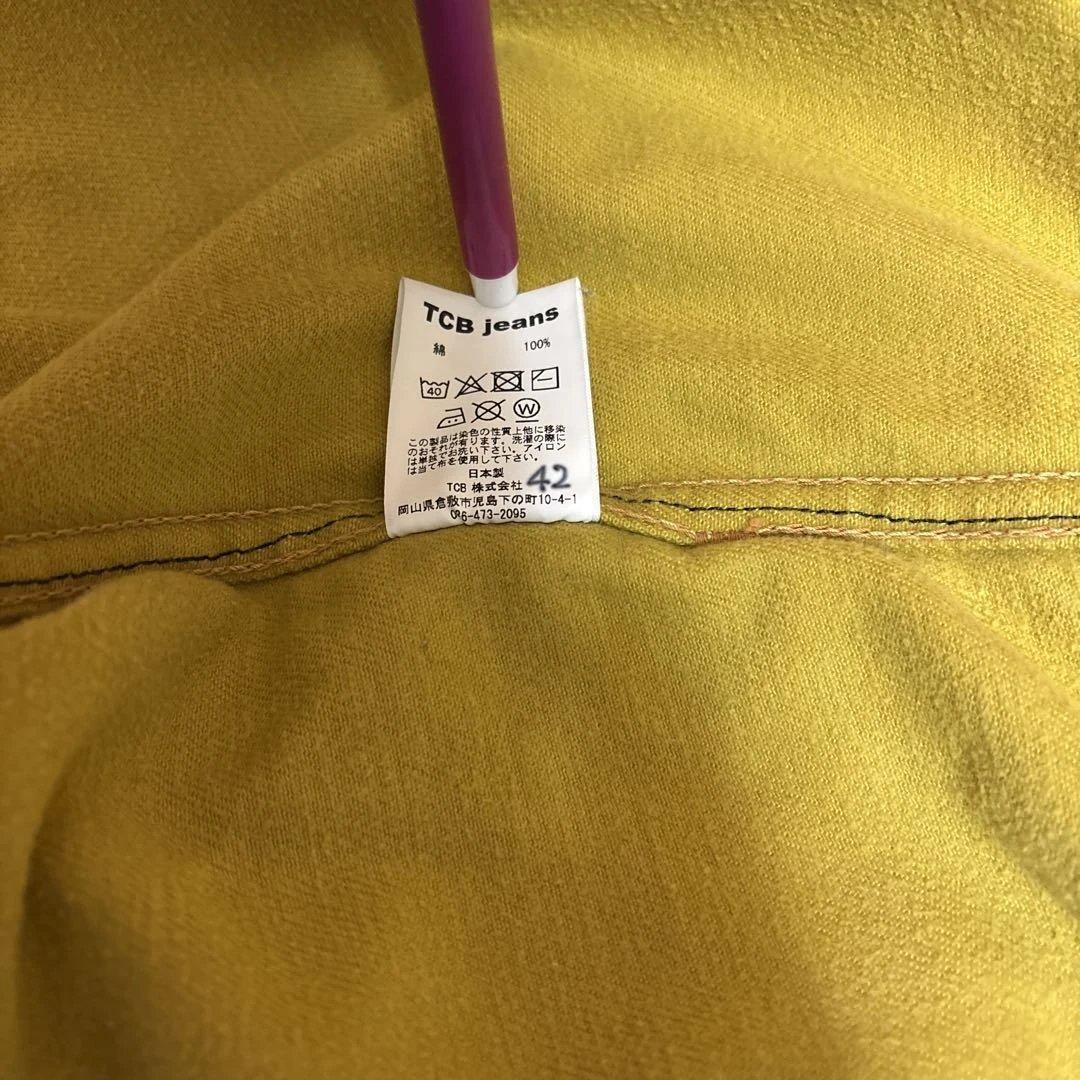 TCB jeans
綿 100%
40
W
この製品は染色の性質上他に移染
のおそれが有ります。洗濯の際に
は単独でお洗い下さい。アイロン
は当て布を使用して下さい。
日本製 42
TCB 株式会社
岡山県倉敷市児島下の町10-4-1
6-473-2095